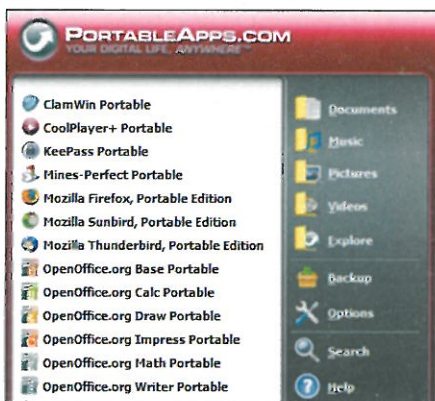 PORTABLEAPPS.COM
YOUR DIGITAL LIFE, ANYWHERE™
ClamWin Portable
CoolPlayer+ Portable
KeePass Portable
Mines-Perfect Portable
Mozilla Firefox, Portable Edition
Mozilla Sunbird, Portable Edition
Mozilla Thunderbird, Portable Edition
OpenOffice.org Base Portable
OpenOffice.org Calc Portable
OpenOffice.org Draw Portable
OpenOffice.org Impress Portable
OpenOffice.org Math Portable
OpenOffice.org Writer Portable
Documents
Music
Pictures
Videos
Explore
Backup
Options
Search
Help